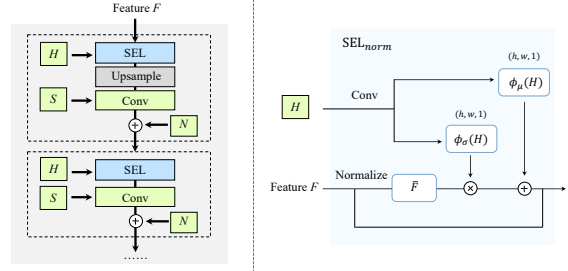 Feature F
H
SEL
Upsample
S
Conv
N
H
SEL
S
Conv
N
......
SELnorm
(h, w, 1)
ϕμ(H)
H
Conv
(h, w, 1)
ϕσ(H)
Feature F
Normalize
F̄